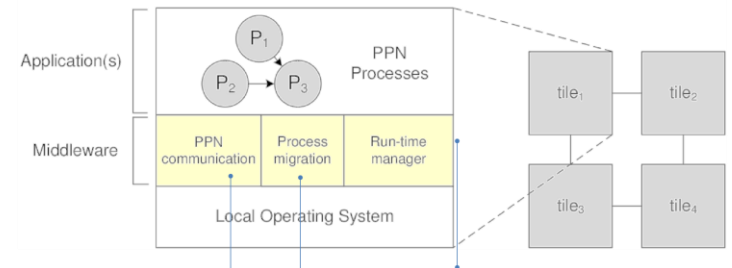 Application(s)
P₁
P₂
P₃
PPN
Processes
Middleware
PPN
communication
Process
migration
Run-time
manager
Local Operating System
tile₁
tile₂
tile₃
tile₄